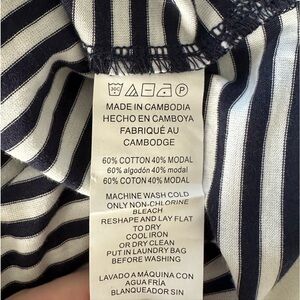 MADE IN CAMBODIA
HECHO EN CAMBOYA
FABRIQUÉ AU
CAMBODGE
60% COTTON 40% MODAL
60% algodón 40% modal
60% COTON 40% MODAL
MACHINE WASH COLD
ONLY NON-CHLORINE
BLEACH
RESHAPE AND LAY FLAT
TO DRY
COOL IRON
OR DRY CLEAN
PUT IN LAUNDRY BAG
BEFORE WASHING
LAVADO A MÁQUINA CON
AGUA FRÍA
BLANQUEADOR SIN